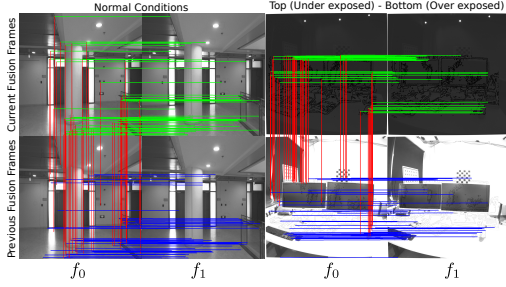 Normal Conditions
Top (Under exposed) - Bottom (Over exposed)
Current Fusion Frames
Previous Fusion Frames
f0
f1
f0
f1